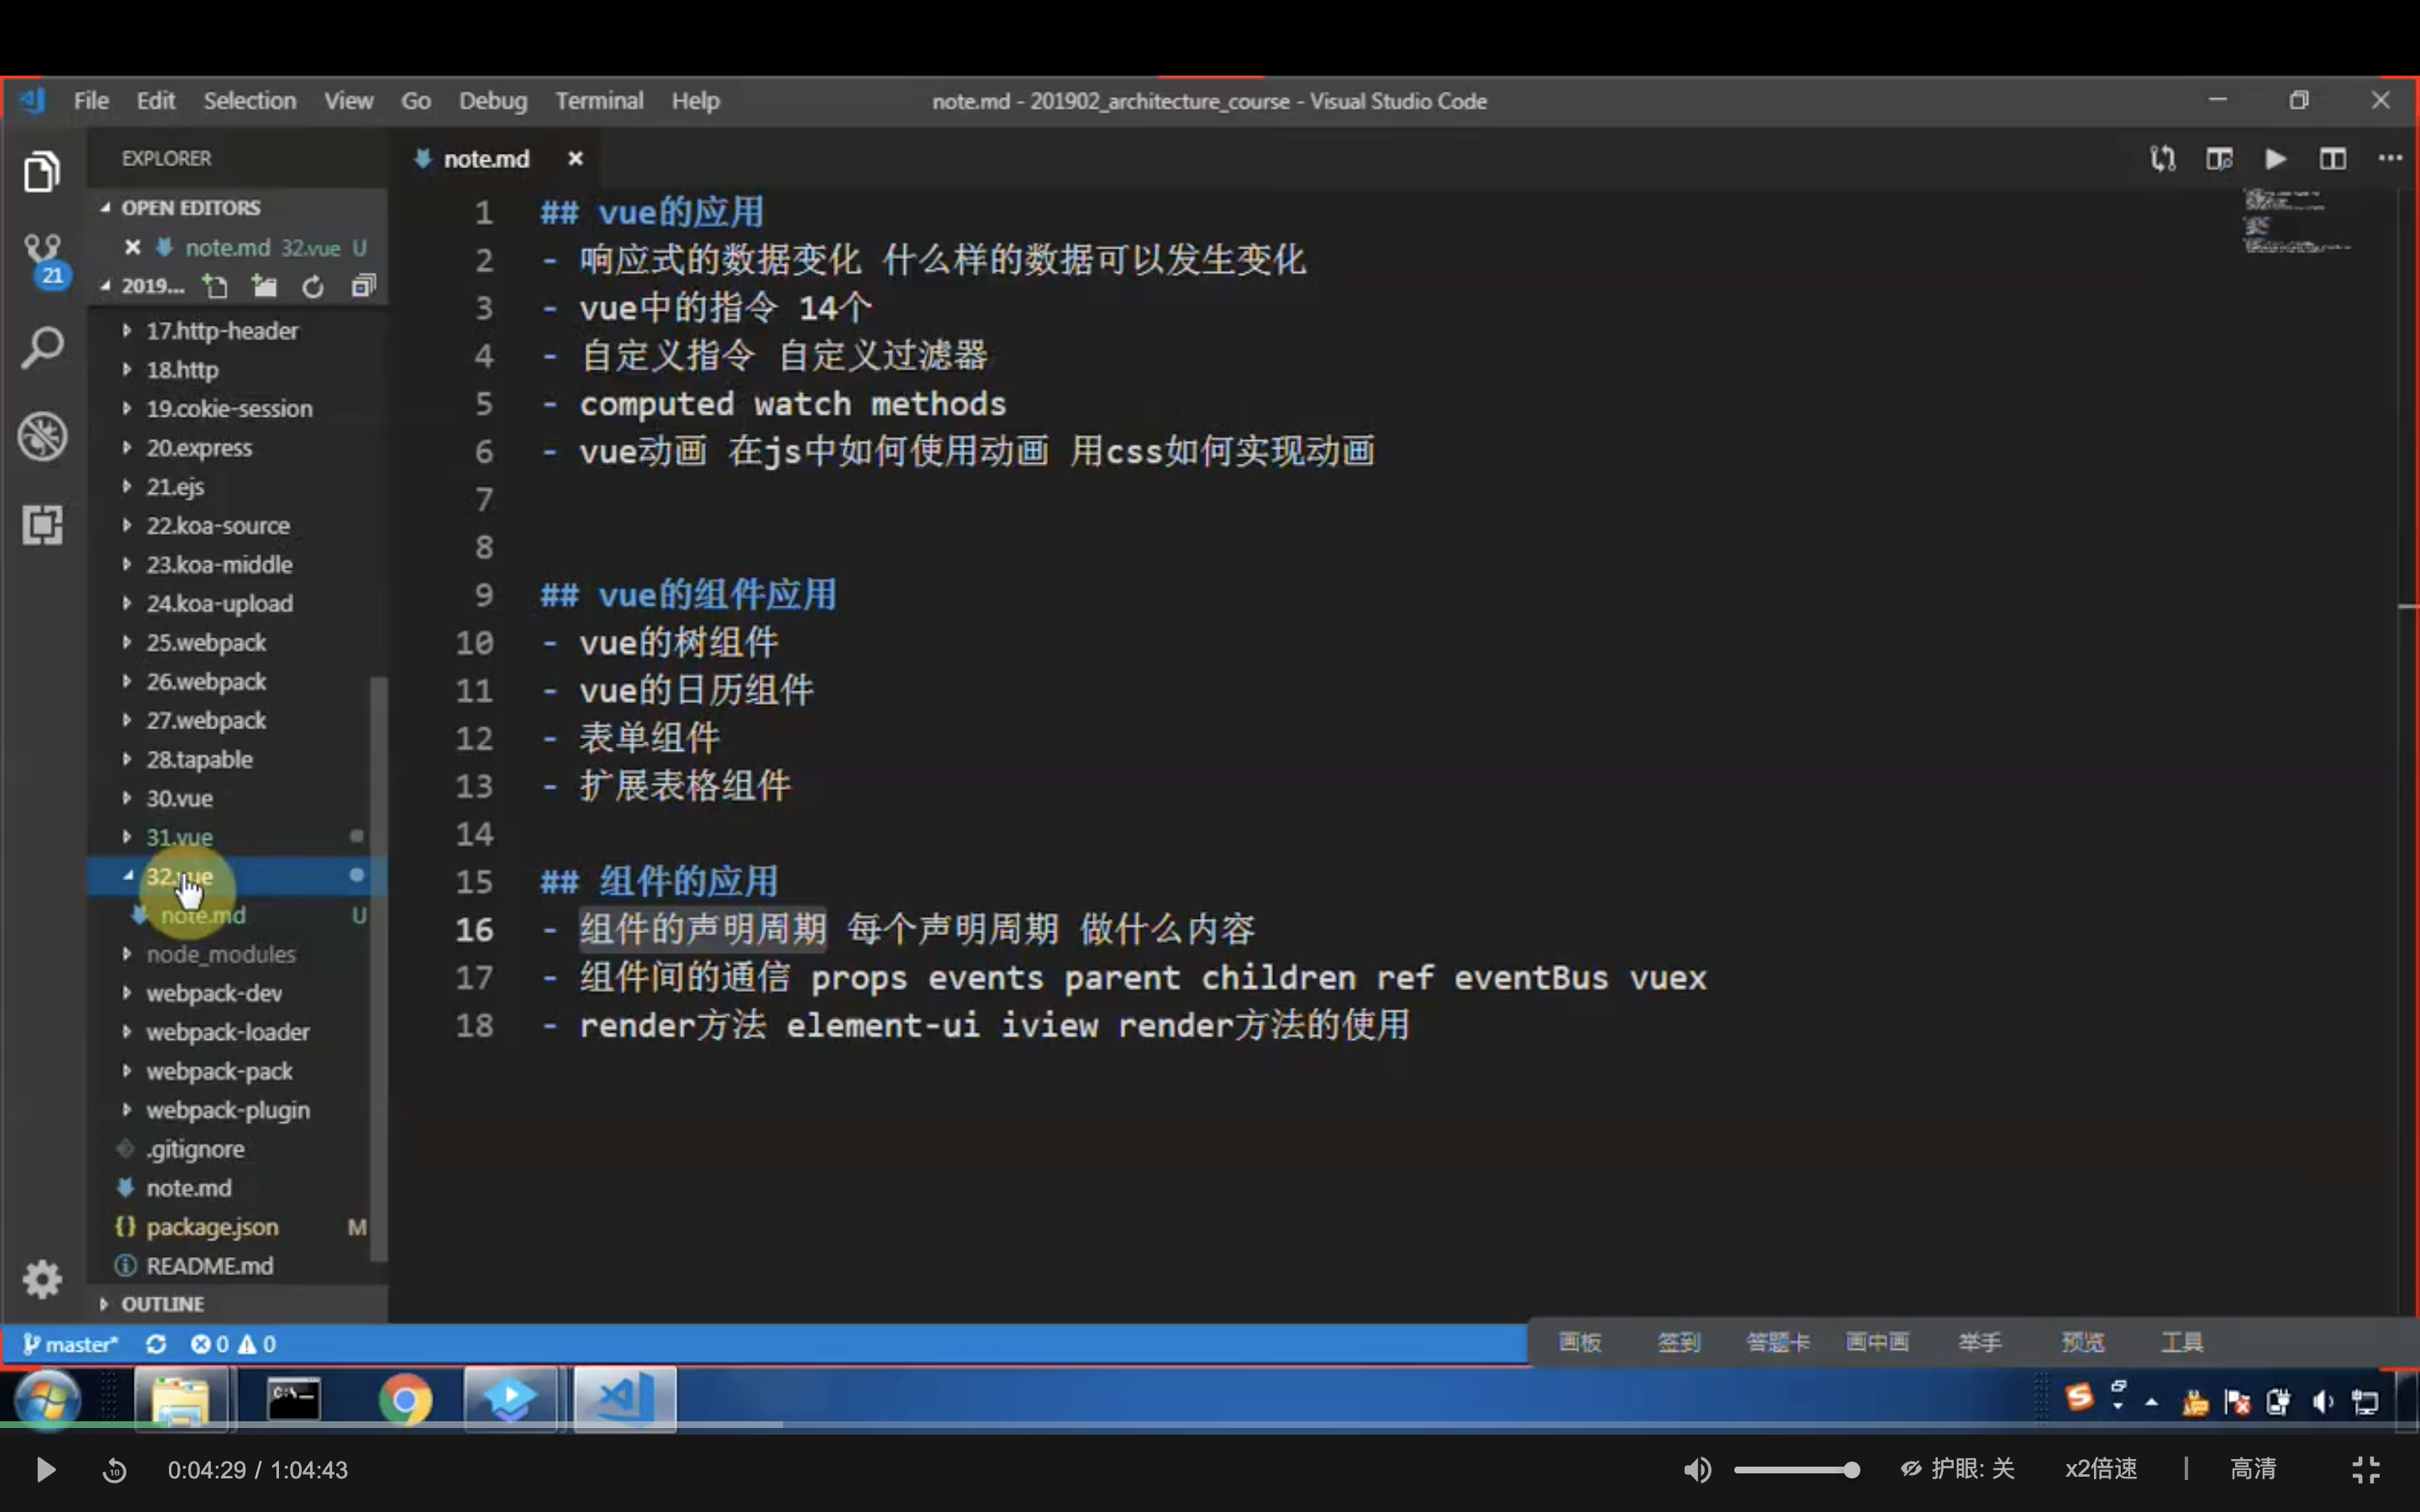 File Edit Selection View Go Debug Terminal Help
note.md - 201902_architecture_course - Visual Studio Code
EXPLORER
OPEN EDITORS
note.md 32.vue U
21
2019...
17.http-header
18.http
19.cokie-session
20.express
21.ejs
22.koa-source
23.koa-middle
24.koa-upload
25.webpack
26.webpack
27.webpack
28.tapable
30.vue
31.vue
32.vue
note.md U
node_modules
webpack-dev
webpack-loader
webpack-pack
webpack-plugin
.gitignore
note.md
package.json M
README.md
OUTLINE
note.md
1 ## vue的应用
2 - 响应式的数据变化 什么样的数据可以发生变化
3 - vue中的指令 14个
4 - 自定义指令 自定义过滤器
5 - computed watch methods
6 - vue动画 在js中如何使用动画 用css如何实现动画
7
8
9 ## vue的组件应用
10 - vue的树组件
11 - vue的日历组件
12 - 表单组件
13 - 扩展表格组件
14
15 ## 组件的应用
16 - 组件的声明周期 每个声明周期 做什么内容
17 - 组件间的通信 props events parent children ref eventBus vuex
18 - render方法 element-ui iview render方法的使用
master* 0 0
画板 签到 答题卡 画中画 举手 预览 工具
C:\
10
0:04:29 / 1:04:43
护眼: 关 x2倍速 | 高清